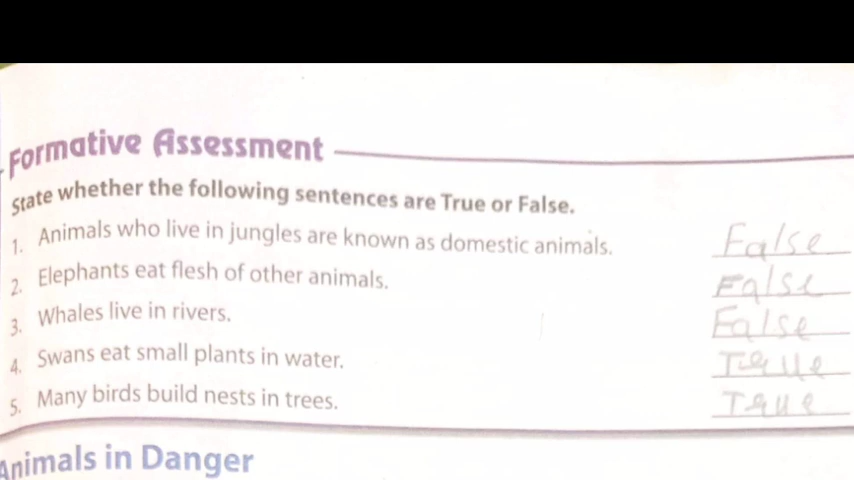 Formative Assessment
State whether the following sentences are True or False.
1. Animals who live in jungles are known as domestic animals. False
2. Elephants eat flesh of other animals. False
3. Whales live in rivers. False
4. Swans eat small plants in water. True
5. Many birds build nests in trees. True
Animals in Danger